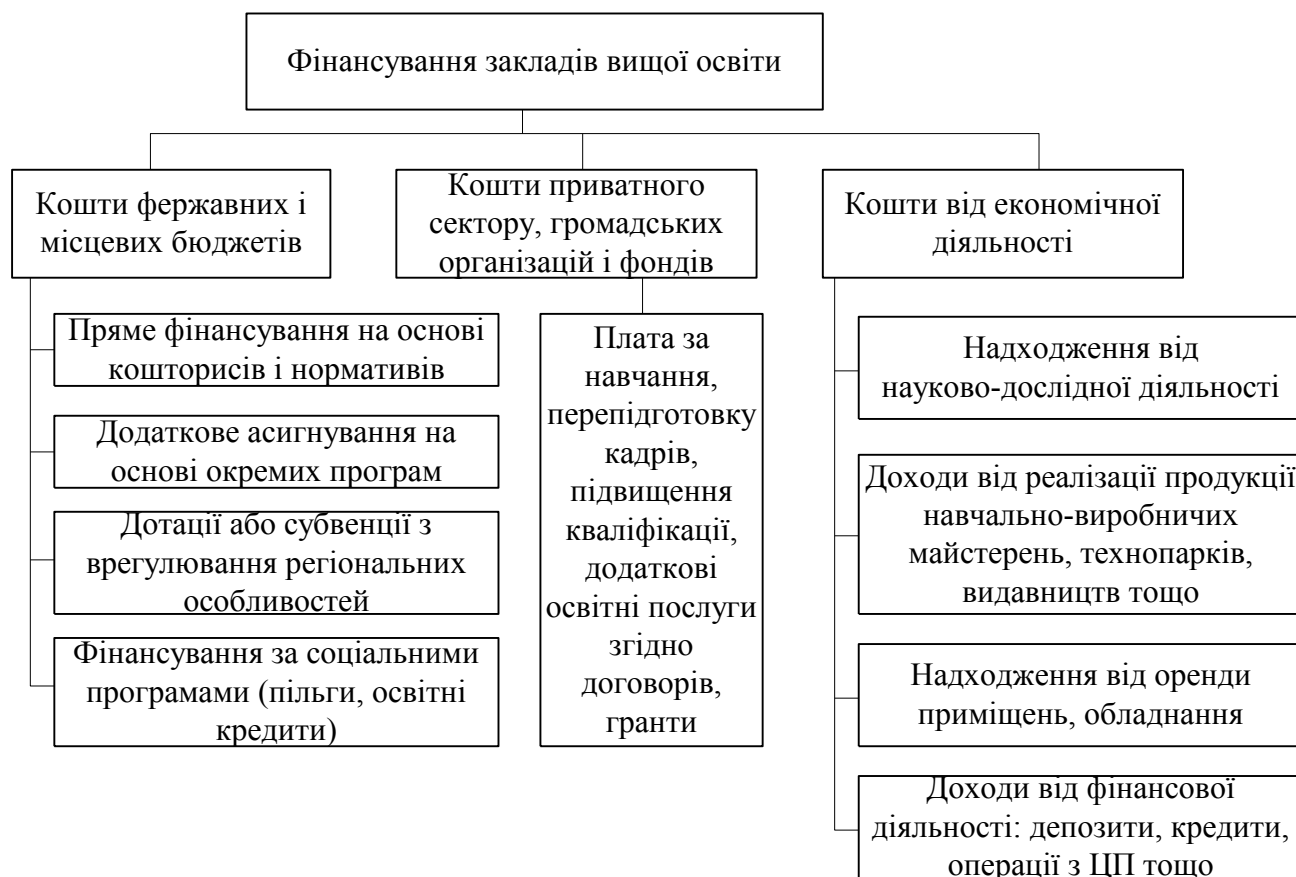 Фінансування закладів вищої освіти
Кошти фержавних і
місцевих бюджетів
Пряме фінансування на основі
кошторисів і нормативів
Додаткове асигнування на
основі окремих програм
Дотації або субвенції з
врегулювання регіональних
особливостей
Фінансування за соціальними
програмами (пільги, освітні
кредити)
Кошти приватного
сектору, громадських
організацій і фондів
Плата за
навчання,
перепідготовку
кадрів,
підвищення
кваліфікації,
додаткові
освітні послуги
згідно
договорів,
гранти
Кошти від економічної
діяльності
Надходження від
науково-дослідної діяльності
Доходи від реалізації продукції
навчально-виробничих
майстерень, технопарків,
видавництв тощо
Надходження від оренди
приміщень, обладнання
Доходи від фінансової
діяльності: депозити, кредити,
операції з ЦП тощо